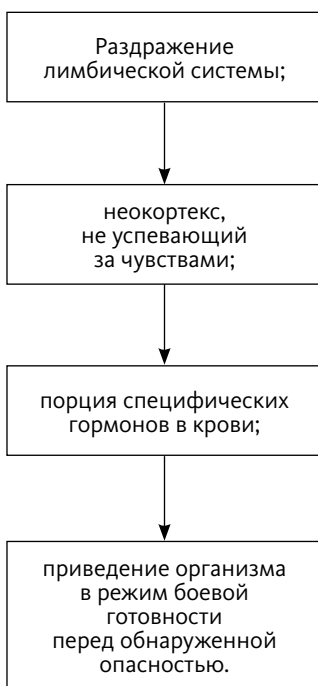 Раздражение
лимбической системы;
неокортекс,
не успевающий
за чувствами;
порция специфических
гормонов в крови;
приведение организма
в режим боевой
готовности
перед обнаруженной
опасностью.